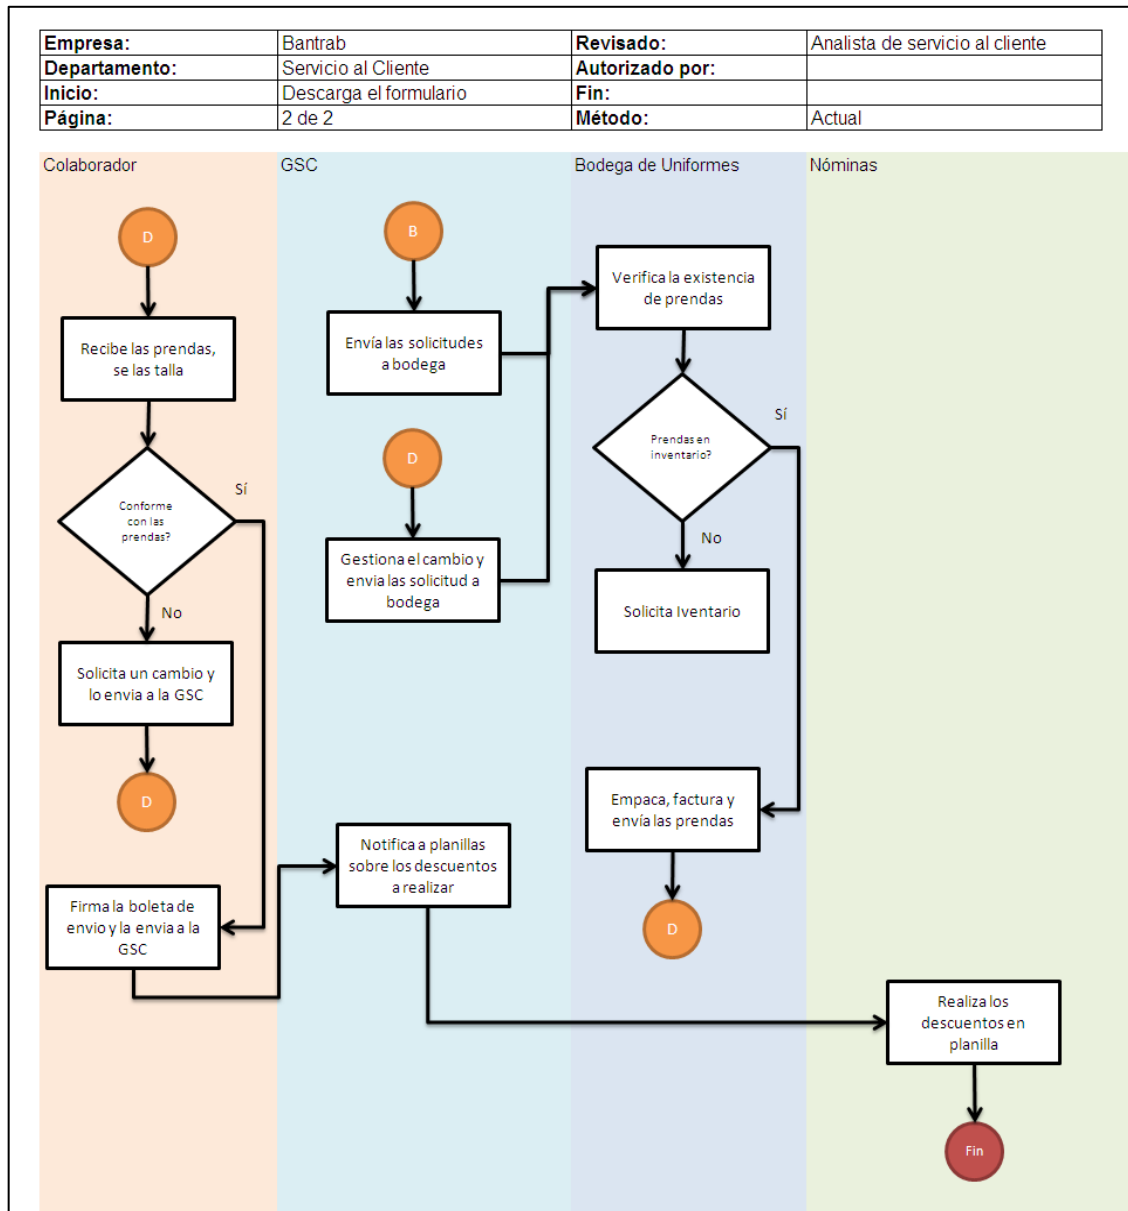 Empresa: Bantrab Revisado: Analista de servicio al cliente
Departamento: Servicio al Cliente Autorizado por:
Inicio: Descarga el formulario Fin:
Página: 2 de 2 Método: Actual
Colaborador GSC Bodega de Uniformes Nóminas
D
Recibe las prendas,
se las talla
Conforme
con las
prendas?
Sí
No
Solicita un cambio y
lo envia a la GSC
D
Firma la boleta de
envio y la envia a la
GSC
B
Envía las solicitudes
a bodega
D
Gestiona el cambio y
envia las solicitud a
bodega
Notifica a planillas
sobre los descuentos
a realizar
Verifica la existencia
de prendas
Prendas en
inventario?
Sí
No
Solicita Iventario
Empaca, factura y
envía las prendas
D
Realiza los
descuentos en
planilla
Fin